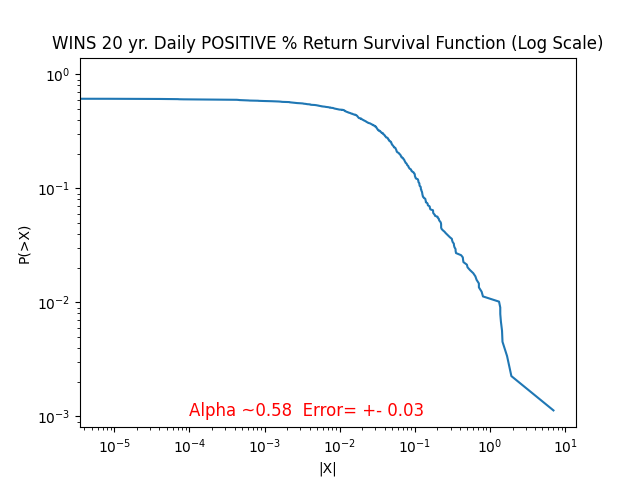 WINS 20 yr. Daily POSITIVE % Return Survival Function (Log Scale)
10⁰
10⁻¹
10⁻²
10⁻³
P(>X)
Alpha ~0.58  Error= +- 0.03
10⁻⁵ 10⁻⁴ 10⁻³ 10⁻² 10⁻¹ 10⁰ 10¹
|X|